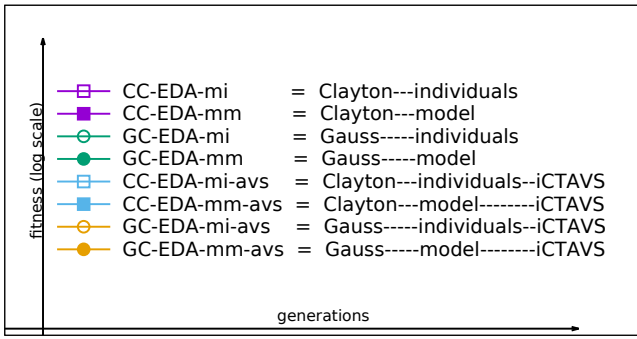 CC-EDA-mi = Clayton---individuals
CC-EDA-mm = Clayton---model
GC-EDA-mi = Gauss-----individuals
GC-EDA-mm = Gauss-----model
CC-EDA-mi-avs = Clayton---individuals--iCTAVS
CC-EDA-mm-avs = Clayton---model--------iCTAVS
GC-EDA-mi-avs = Gauss-----individuals--iCTAVS
GC-EDA-mm-avs = Gauss-----model--------iCTAVS
fitness (log scale)
generations